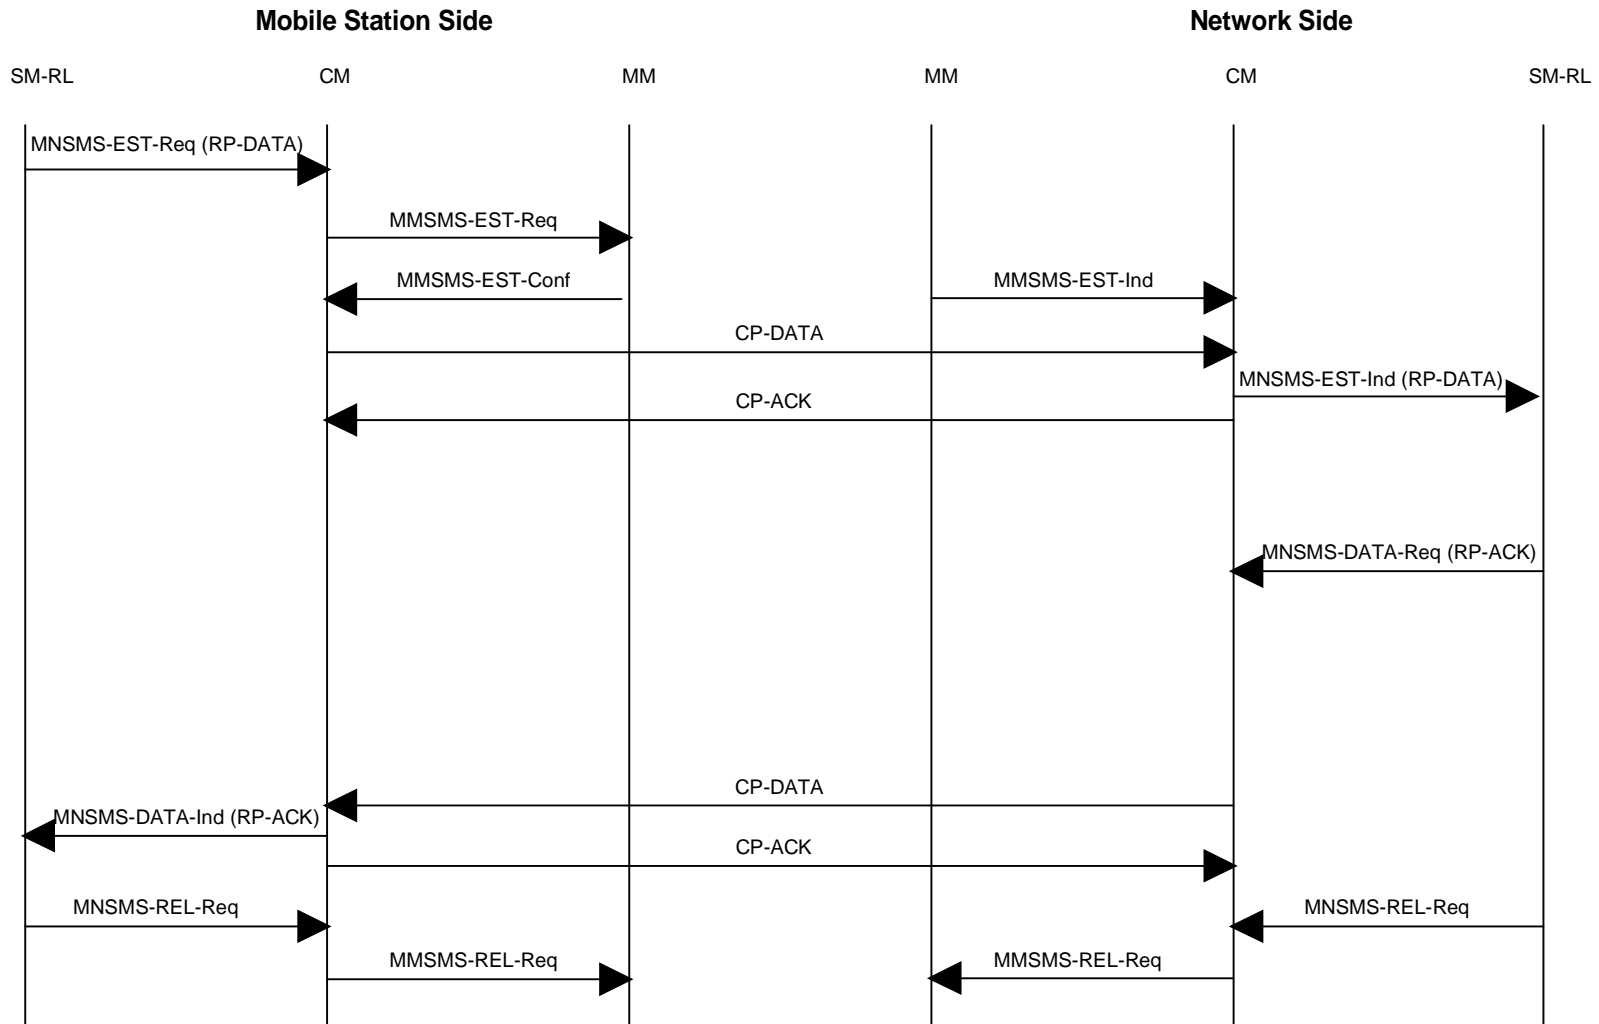 Mobile Station Side
Network Side
SM-RL
CM
MM
MM
CM
SM-RL
MNSMS-EST-Req (RP-DATA)
MMSMS-EST-Req
MMSMS-EST-Conf
MMSMS-EST-Ind
CP-DATA
MNSMS-EST-Ind (RP-DATA)
CP-ACK
MNSMS-DATA-Req (RP-ACK)
CP-DATA
MNSMS-DATA-Ind (RP-ACK)
CP-ACK
MNSMS-REL-Req
MNSMS-REL-Req
MMSMS-REL-Req
MMSMS-REL-Req